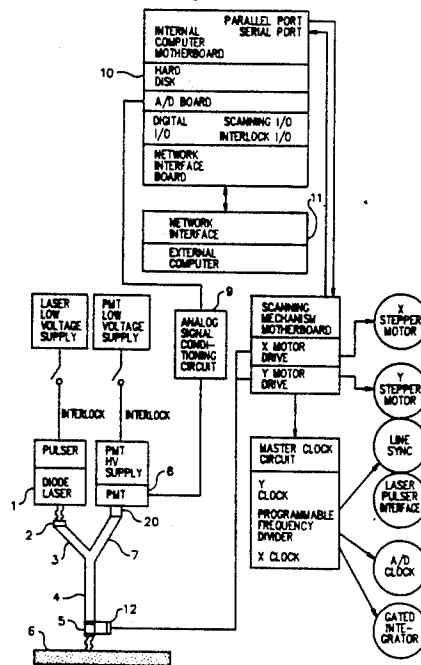 PARALLEL PORT
SERIAL PORT
INTERNAL
COMPUTER
MOTHERBOARD
10
HARD
DISK
A/D BOARD
DIGITAL
I/O
SCANNING I/O
INTERLOCK I/O
NETWORK
INTERFACE
BOARD
11
NETWORK
INTERFACE
EXTERNAL
COMPUTER
LASER
LOW
VOLTAGE
SUPPLY
PMT
LOW
VOLTAGE
SUPPLY
9
ANALOG
SIGNAL
CONDI-
TIONING
CIRCUIT
SCANNING
MECHANISM
MOTHERBOARD
X MOTOR
DRIVE
Y MOTOR
DRIVE
X
STEPPER
MOTOR
Y
STEPPER
MOTOR
INTERLOCK
INTERLOCK
PULSER
DIODE
LASER
1
PMT
HV
SUPPLY
8
PMT
20
2
3
7
4
5
12
6
MASTER CLOCK
CIRCUIT
Y
CLOCK
PROGRAMMABLE
FREQUENCY
DIVIDER
X CLOCK
LINE
SYNC
LASER
PULSER
INTERFACE
A/D
CLOCK
GATED
INTE-
GRATOR